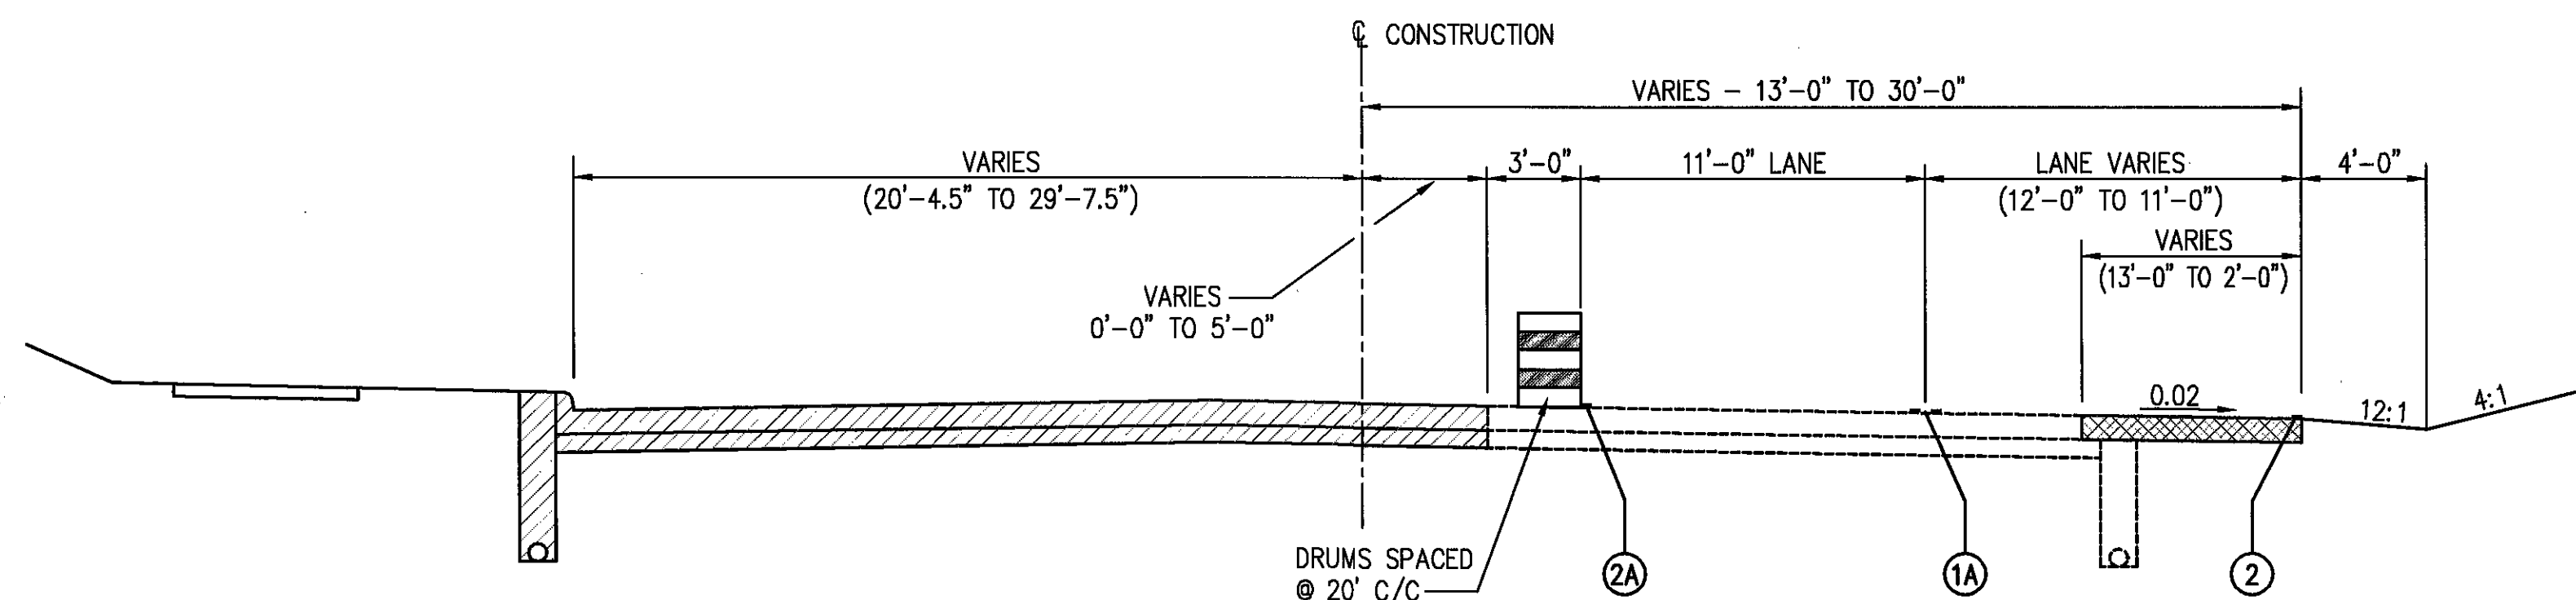 ℄ CONSTRUCTION
VARIES - 13'-0" TO 30'-0"
VARIES
(20'-4.5" TO 29'-7.5")
3'-0"
11'-0" LANE
LANE VARIES
(12'-0" TO 11'-0")
4'-0"
VARIES
(13'-0" TO 2'-0")
VARIES
0'-0" TO 5'-0"
0.02
12:1
4:1
DRUMS SPACED
@ 20' C/C
2A
1A
2